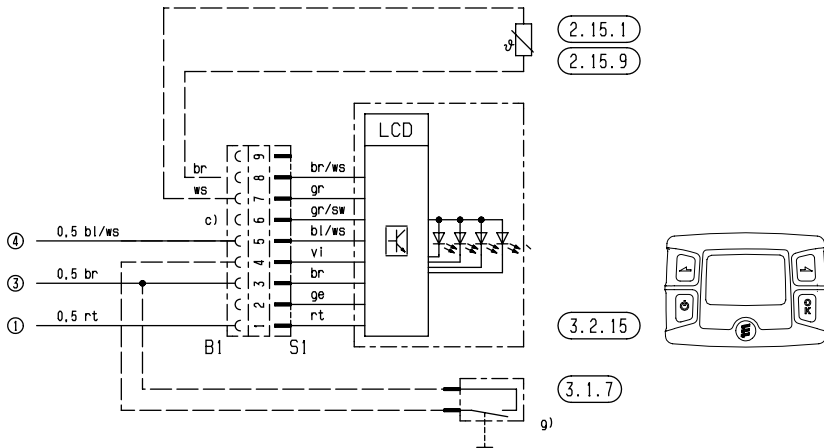 ϑ
2.15.1
2.15.9
LCD
br
ws
c)
9
8
7
6
5
4
3
2
1
br/ws
gr
gr/sw
bl/ws
vi
br
ge
rt
④ 0,5 bl/ws
③ 0,5 br
① 0,5 rt
B1
S1
3.2.15
OK
3.1.7
g)